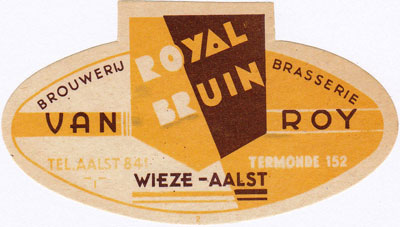 ROYAL
BRUIN
BROUWERIJ
BRASSERIE
VAN ROY
TEL. AALST 841
TERMONDE 152
WIEZE-AALST